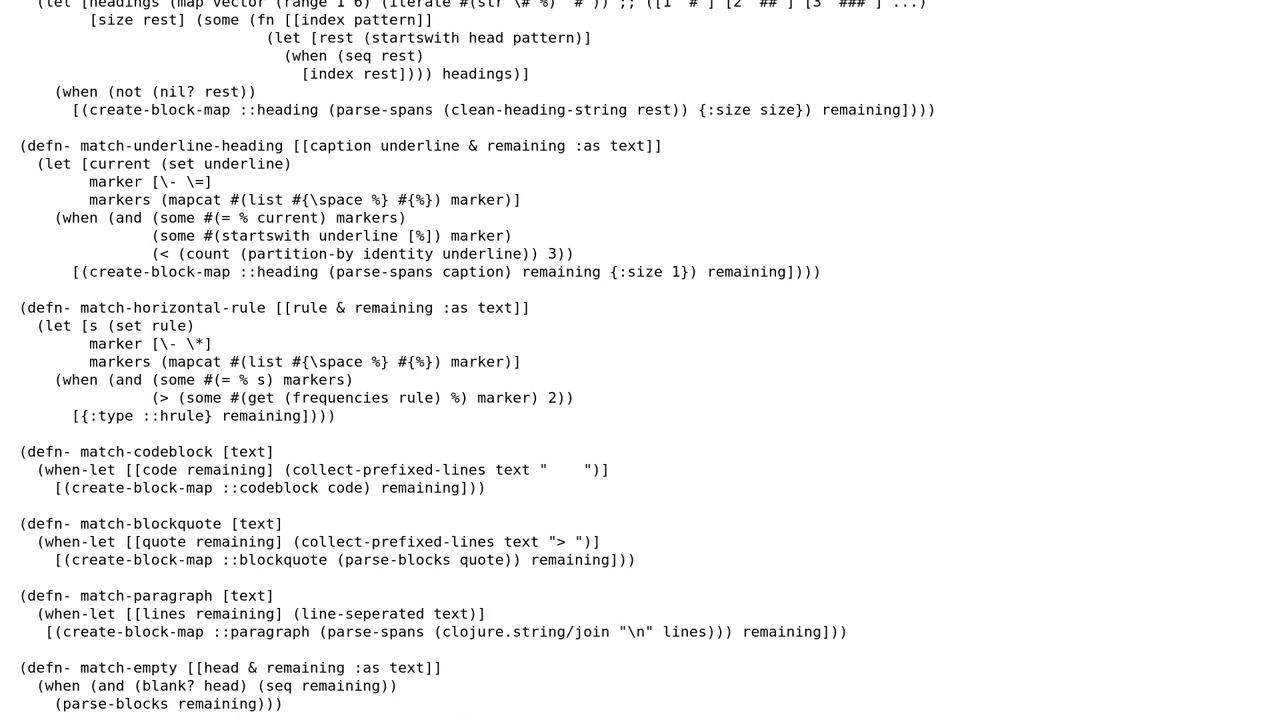 (let [headings (map vector (range 1 6) (iterate #(str \# %) "# ")) ;; ([1 "# "] [2 "## "] [3 "### "] ...)
[size rest] (some (fn [[index pattern]]
(let [rest (startswith head pattern)]
(when (seq rest)
[index rest]))) headings)]
(when (not (nil? rest))
[(create-block-map ::heading (parse-spans (clean-heading-string rest)) {:size size}) remaining])))

(defn- match-underline-heading [[caption underline & remaining :as text]]
(let [current (set underline)
marker [\- \=]
markers (mapcat #(list #{\space %} #{%}) marker)]
(when (and (some #(= % current) markers)
(some #(startswith underline [%]) marker)
(< (count (partition-by identity underline)) 3))
[(create-block-map ::heading (parse-spans caption) remaining {:size 1}) remaining])))

(defn- match-horizontal-rule [[rule & remaining :as text]]
(let [s (set rule)
marker [\- \*]
markers (mapcat #(list #{\space %} #{%}) marker)]
(when (and (some #(= % s) markers)
(> (some #(get (frequencies rule) %) marker) 2))
[{:type ::hrule} remaining])))

(defn- match-codeblock [text]
(when-let [[code remaining] (collect-prefixed-lines text "    ")]
[(create-block-map ::codeblock code) remaining]))

(defn- match-blockquote [text]
(when-let [[quote remaining] (collect-prefixed-lines text "> ")]
[(create-block-map ::blockquote (parse-blocks quote)) remaining]))

(defn- match-paragraph [text]
(when-let [[lines remaining] (line-seperated text)]
[(create-block-map ::paragraph (parse-spans (clojure.string/join "\n" lines))) remaining]))

(defn- match-empty [[head & remaining :as text]]
(when (and (blank? head) (seq remaining))
(parse-blocks remaining)))